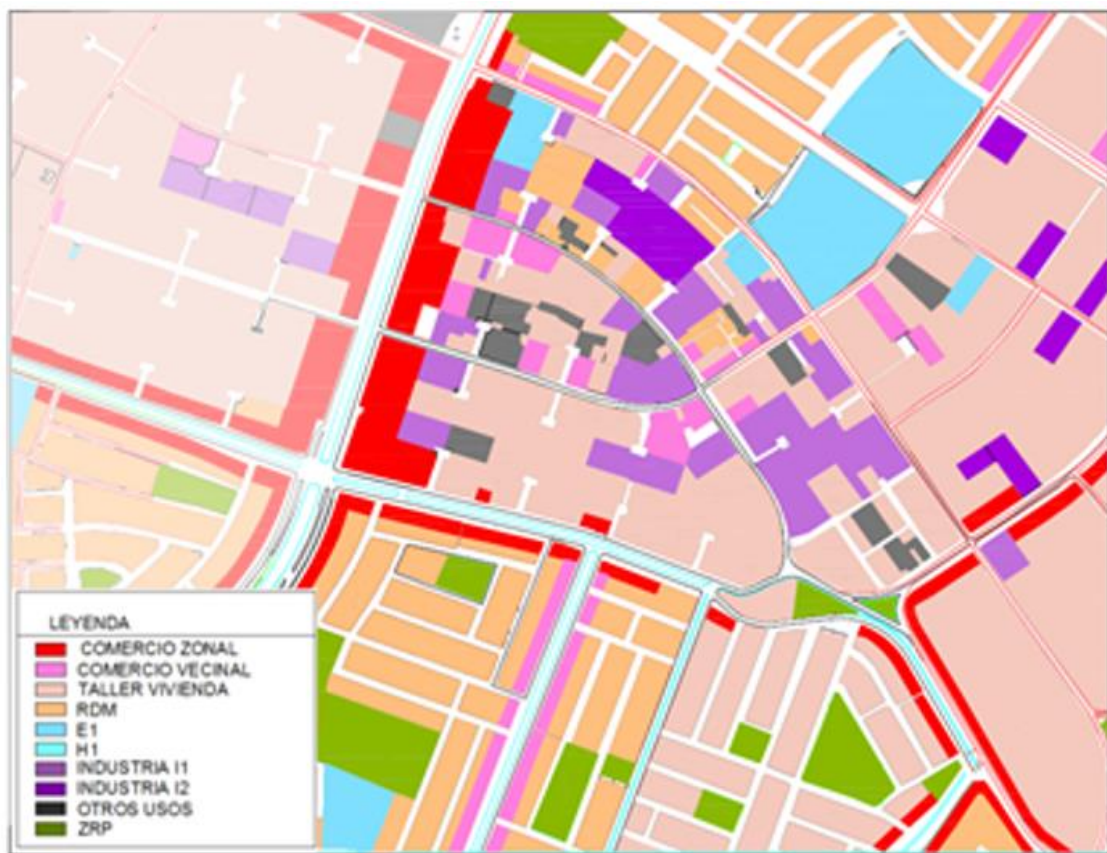 LEYENDA
COMERCIO ZONAL
COMERCIO VECINAL
TALLER VIVIENDA
RDM
E1
H1
INDUSTRIA I1
INDUSTRIA I2
OTROS USOS
ZRP